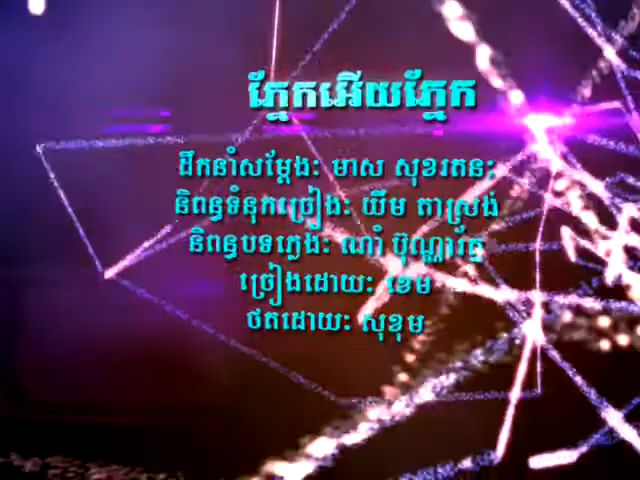 ភ្នែកអើយភ្នែក
ដឹកនាំសម្ដែង: មាស សុខរតនៈ
និពន្ធទំនុកច្រៀង: យឹម តាស្រង់
និពន្ធបទភ្លេង: ណាំ ប៊ុណ្ណារ័ត្ន
ច្រៀងដោយ: ខេម
ថតដោយ: សុខុម